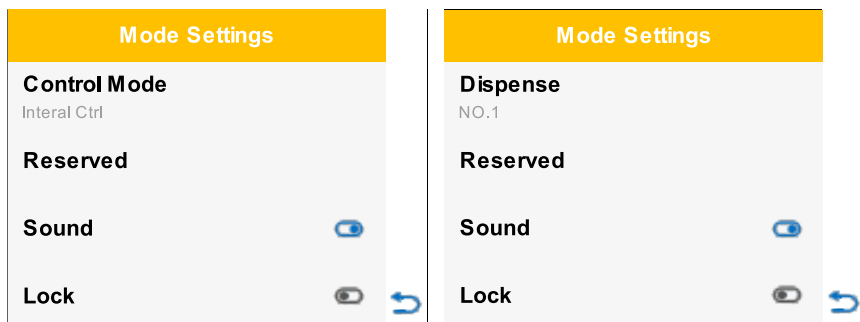 Mode Settings
Control Mode
Interal Ctrl
Reserved
Sound
Lock
Mode Settings
Dispense
NO.1
Reserved
Sound
Lock